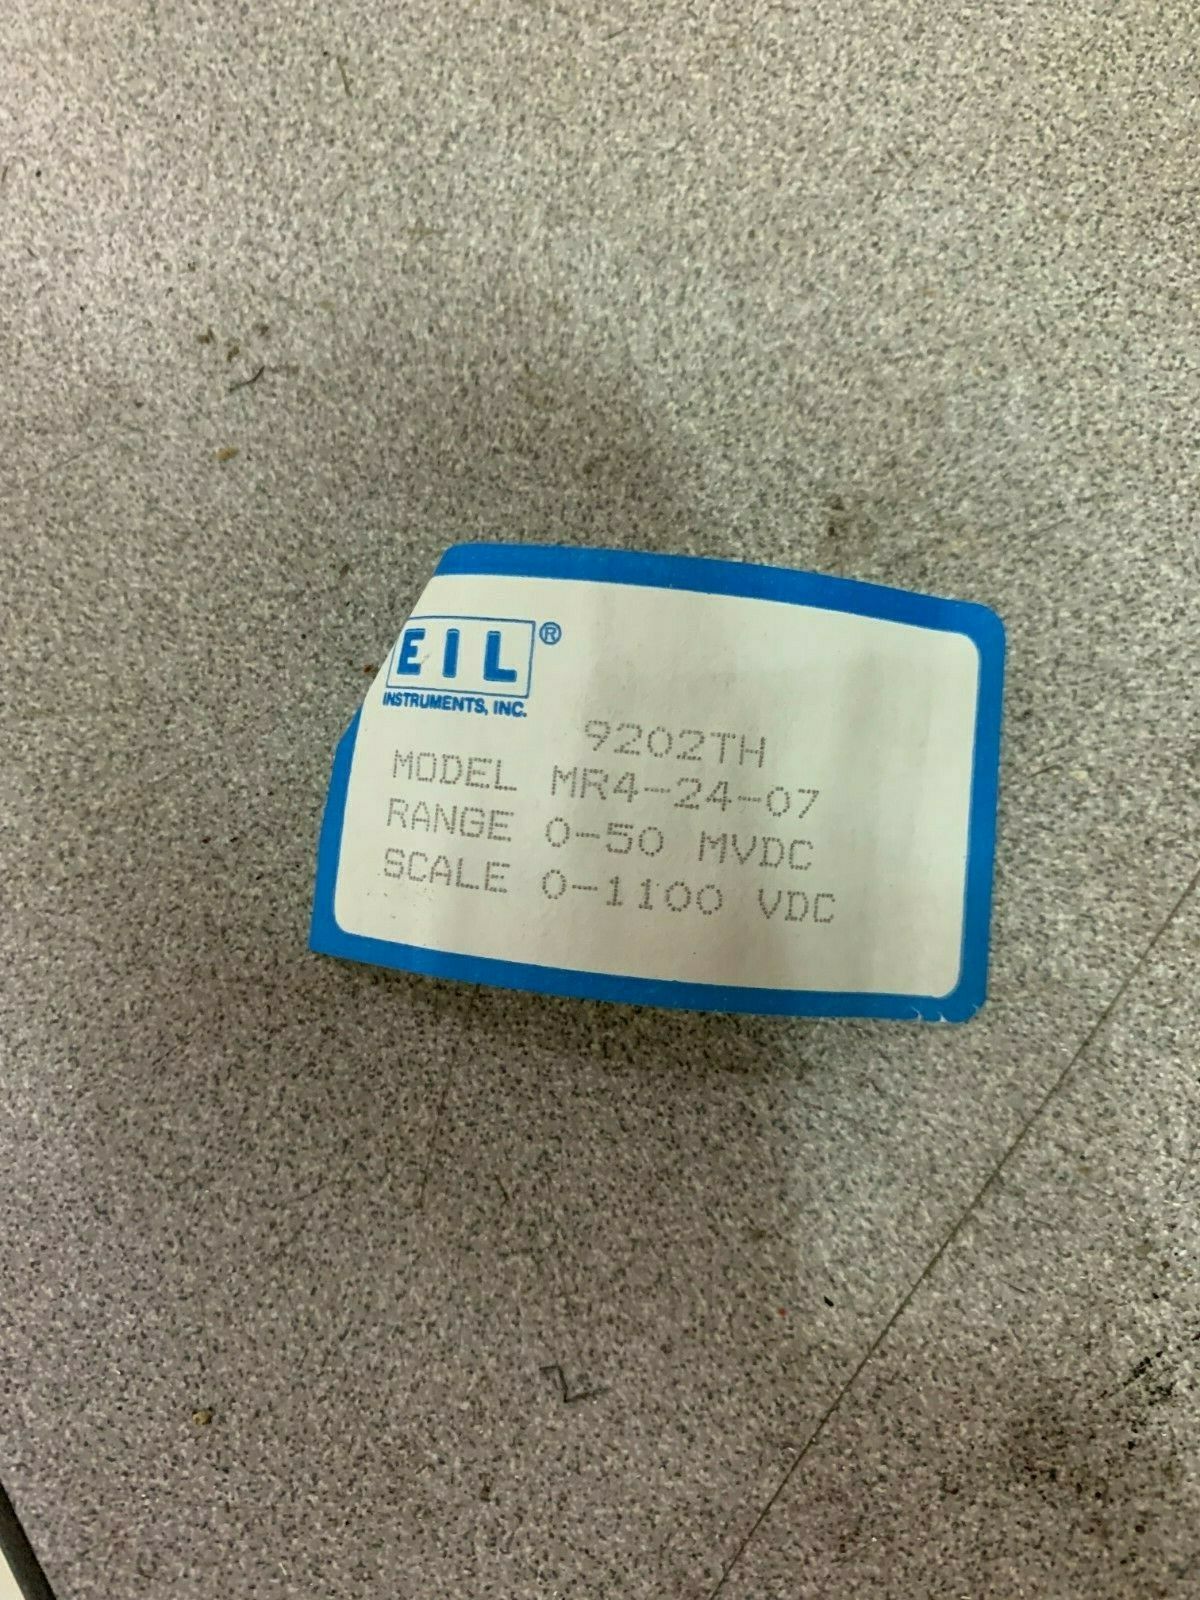 EIL®
INSTRUMENTS, INC.
9202TH
MODEL MR4-24-07
RANGE 0-50 MVDC
SCALE 0-1100 VDC